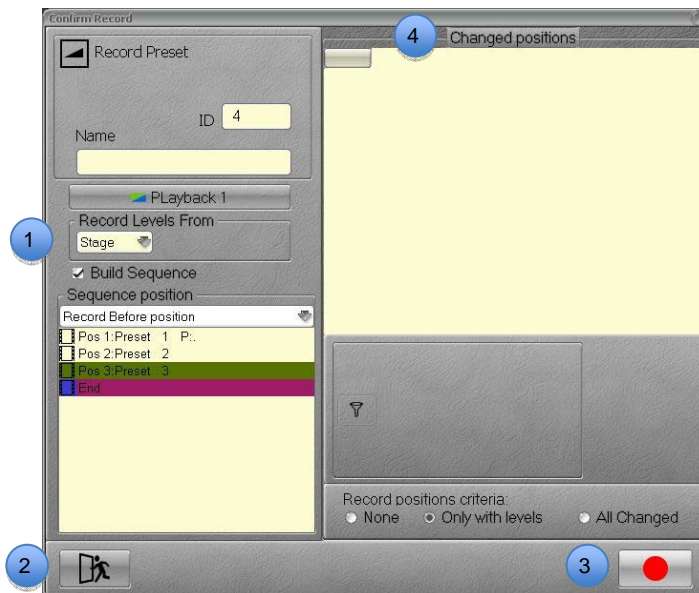 Confirm Record
Record Preset
ID 4
Name
PLayback 1
Record Levels From
1
Stage
Build Sequence
Sequence position
Record Before position
Pos 1:Preset 1 P:.
Pos 2:Preset 2
Pos 3:Preset 3
End
2
4
Changed positions
Record positions criteria:
None Only with levels All Changed
3